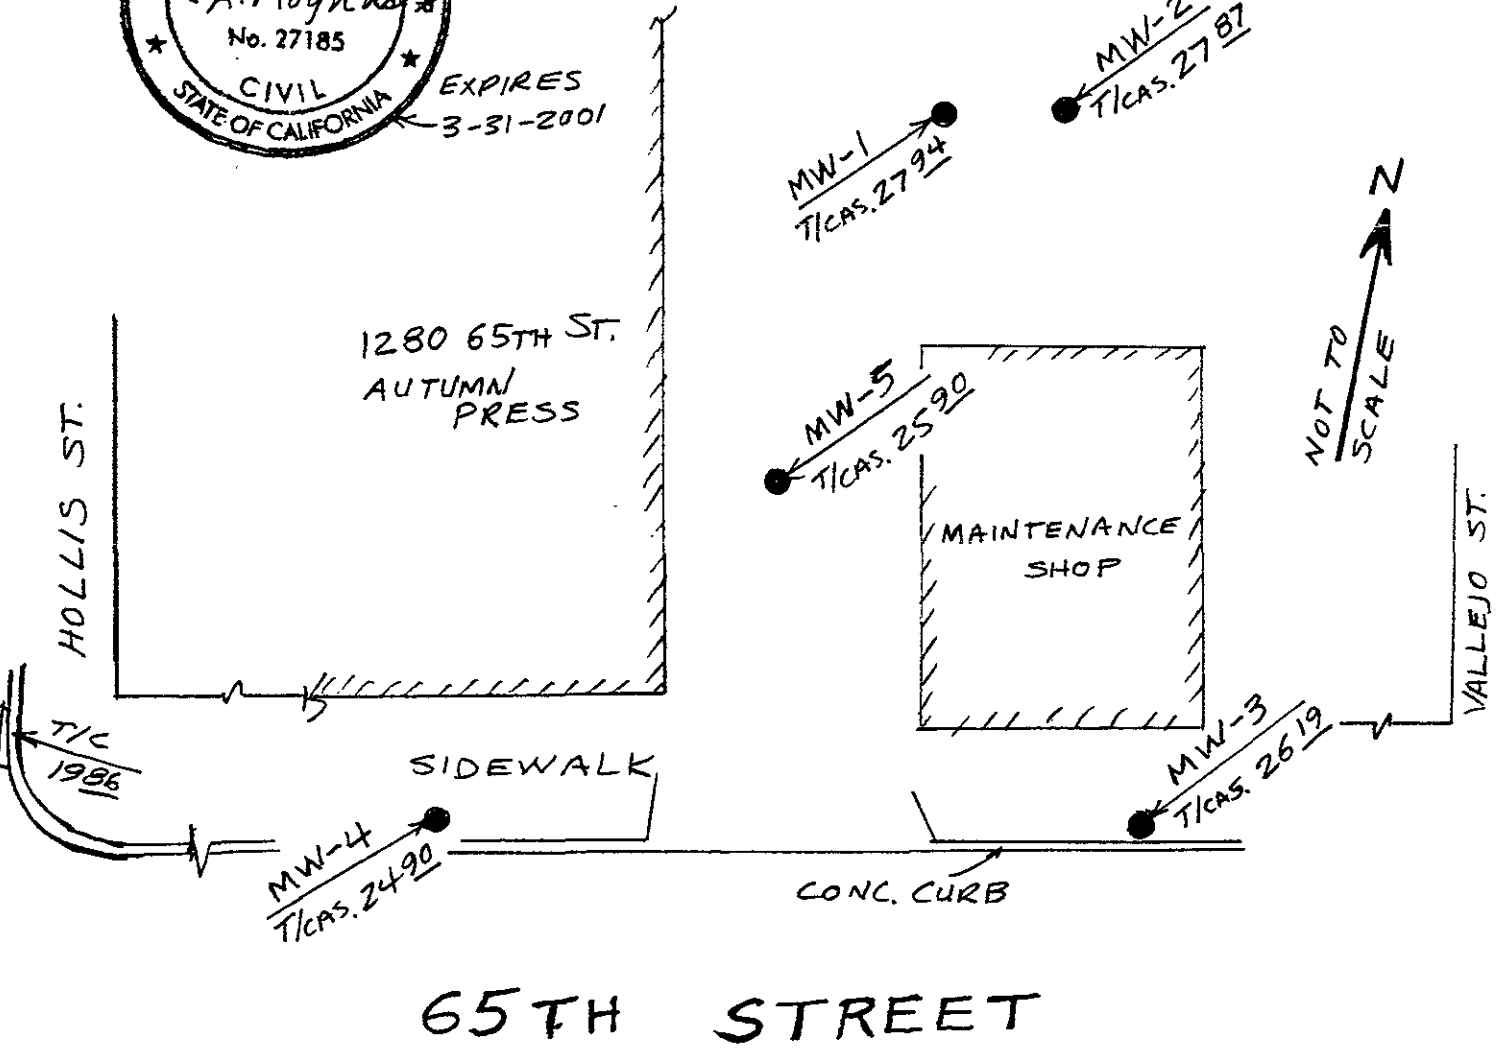 No. 27185
CIVIL
STATE OF CALIFORNIA
EXPIRES
3-31-2001
MW-2
T/CAS. 27 87
MW-1
T/CAS. 27 94
N
NOT TO
SCALE
1280 65TH ST.
AUTUMN
PRESS
MW-5
T/CAS. 25 90
HOLLIS ST.
MAINTENANCE
SHOP
VALLEJO ST.
T/C
1986
SIDEWALK
MW-3
T/CAS. 26 19
MW-4
T/CAS. 24 90
CONC. CURB
65TH STREET